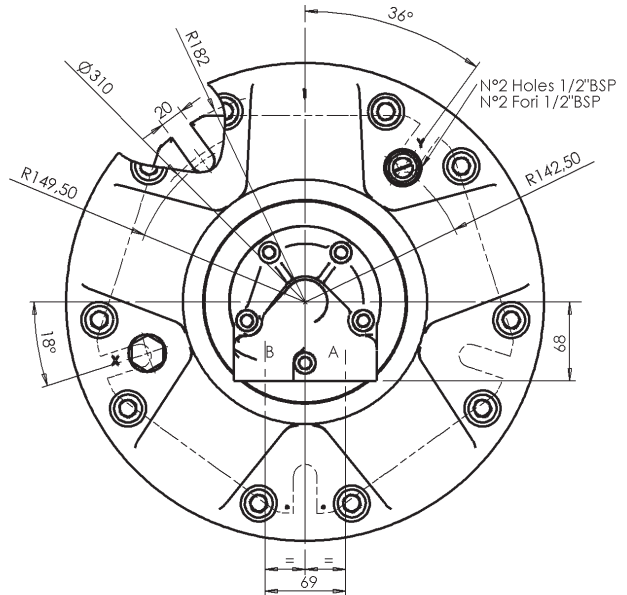 36°
R182
Ø310
20
N°2 Holes 1/2"BSP
N°2 Fori 1/2"BSP
Y
R149,50
R142,50
18°
X
B
A
68
=
=
69